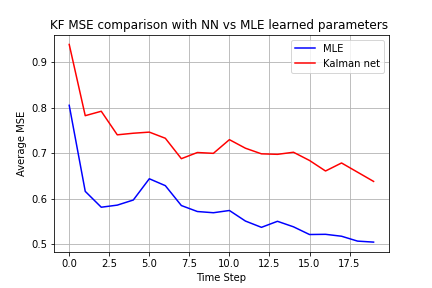 KF MSE comparison with NN vs MLE learned parameters
MLE
Kalman net
Average MSE
0.9
0.8
0.7
0.6
0.5
0.0 2.5 5.0 7.5 10.0 12.5 15.0 17.5
Time Step